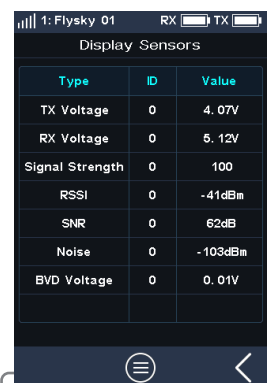 1: Flysky 01 RX TX
Display Sensors
Type ID Value
TX Voltage 0 4.07V
RX Voltage 0 5.12V
Signal Strength 0 100
RSSI 0 -41dBm
SNR 0 62dB
Noise 0 -103dBm
BVD Voltage 0 0.01V